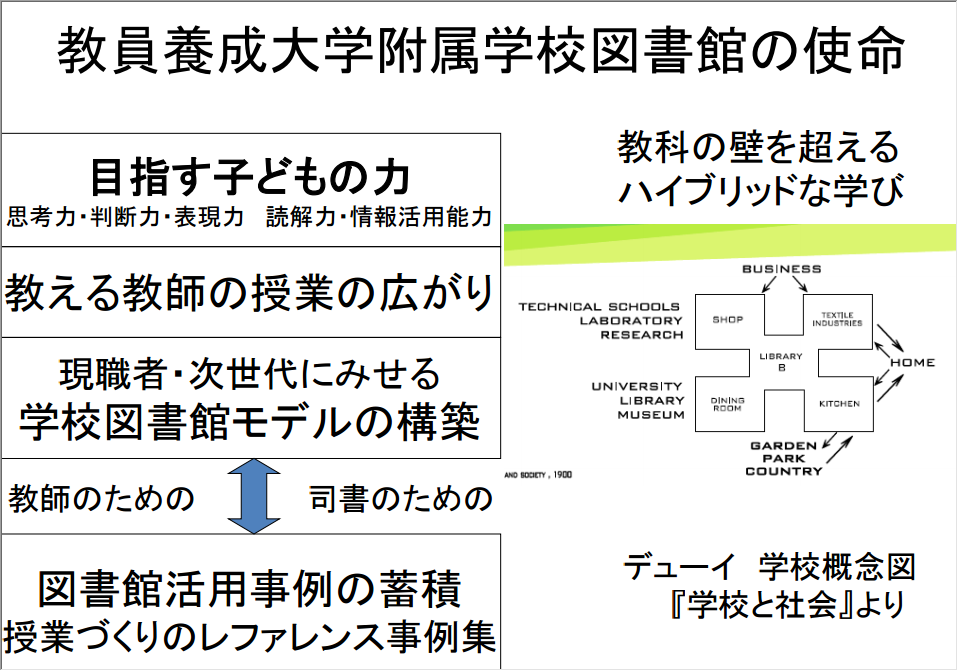 教員養成大学附属学校図書館の使命
目指す子どもの力
思考力・判断力・表現力　読解力・情報活用能力
教える教師の授業の広がり
現職者・次世代にみせる
学校図書館モデルの構築
教師のための　司書のための
図書館活用事例の蓄積
授業づくりのレファレンス事例集
教科の壁を超える
ハイブリッドな学び
BUSINESS
TECHNICAL SCHOOLS
LABORATORY
RESEARCH
SHOP
TEXTILE
INDUSTRIES
LIBRARY
B
HOME
UNIVERSITY
LIBRARY
MUSEUM
DINING
ROOM
KITCHEN
GARDEN
PARK
COUNTRY
AND SOCIETY , 1900
デューイ　学校概念図
『学校と社会』より